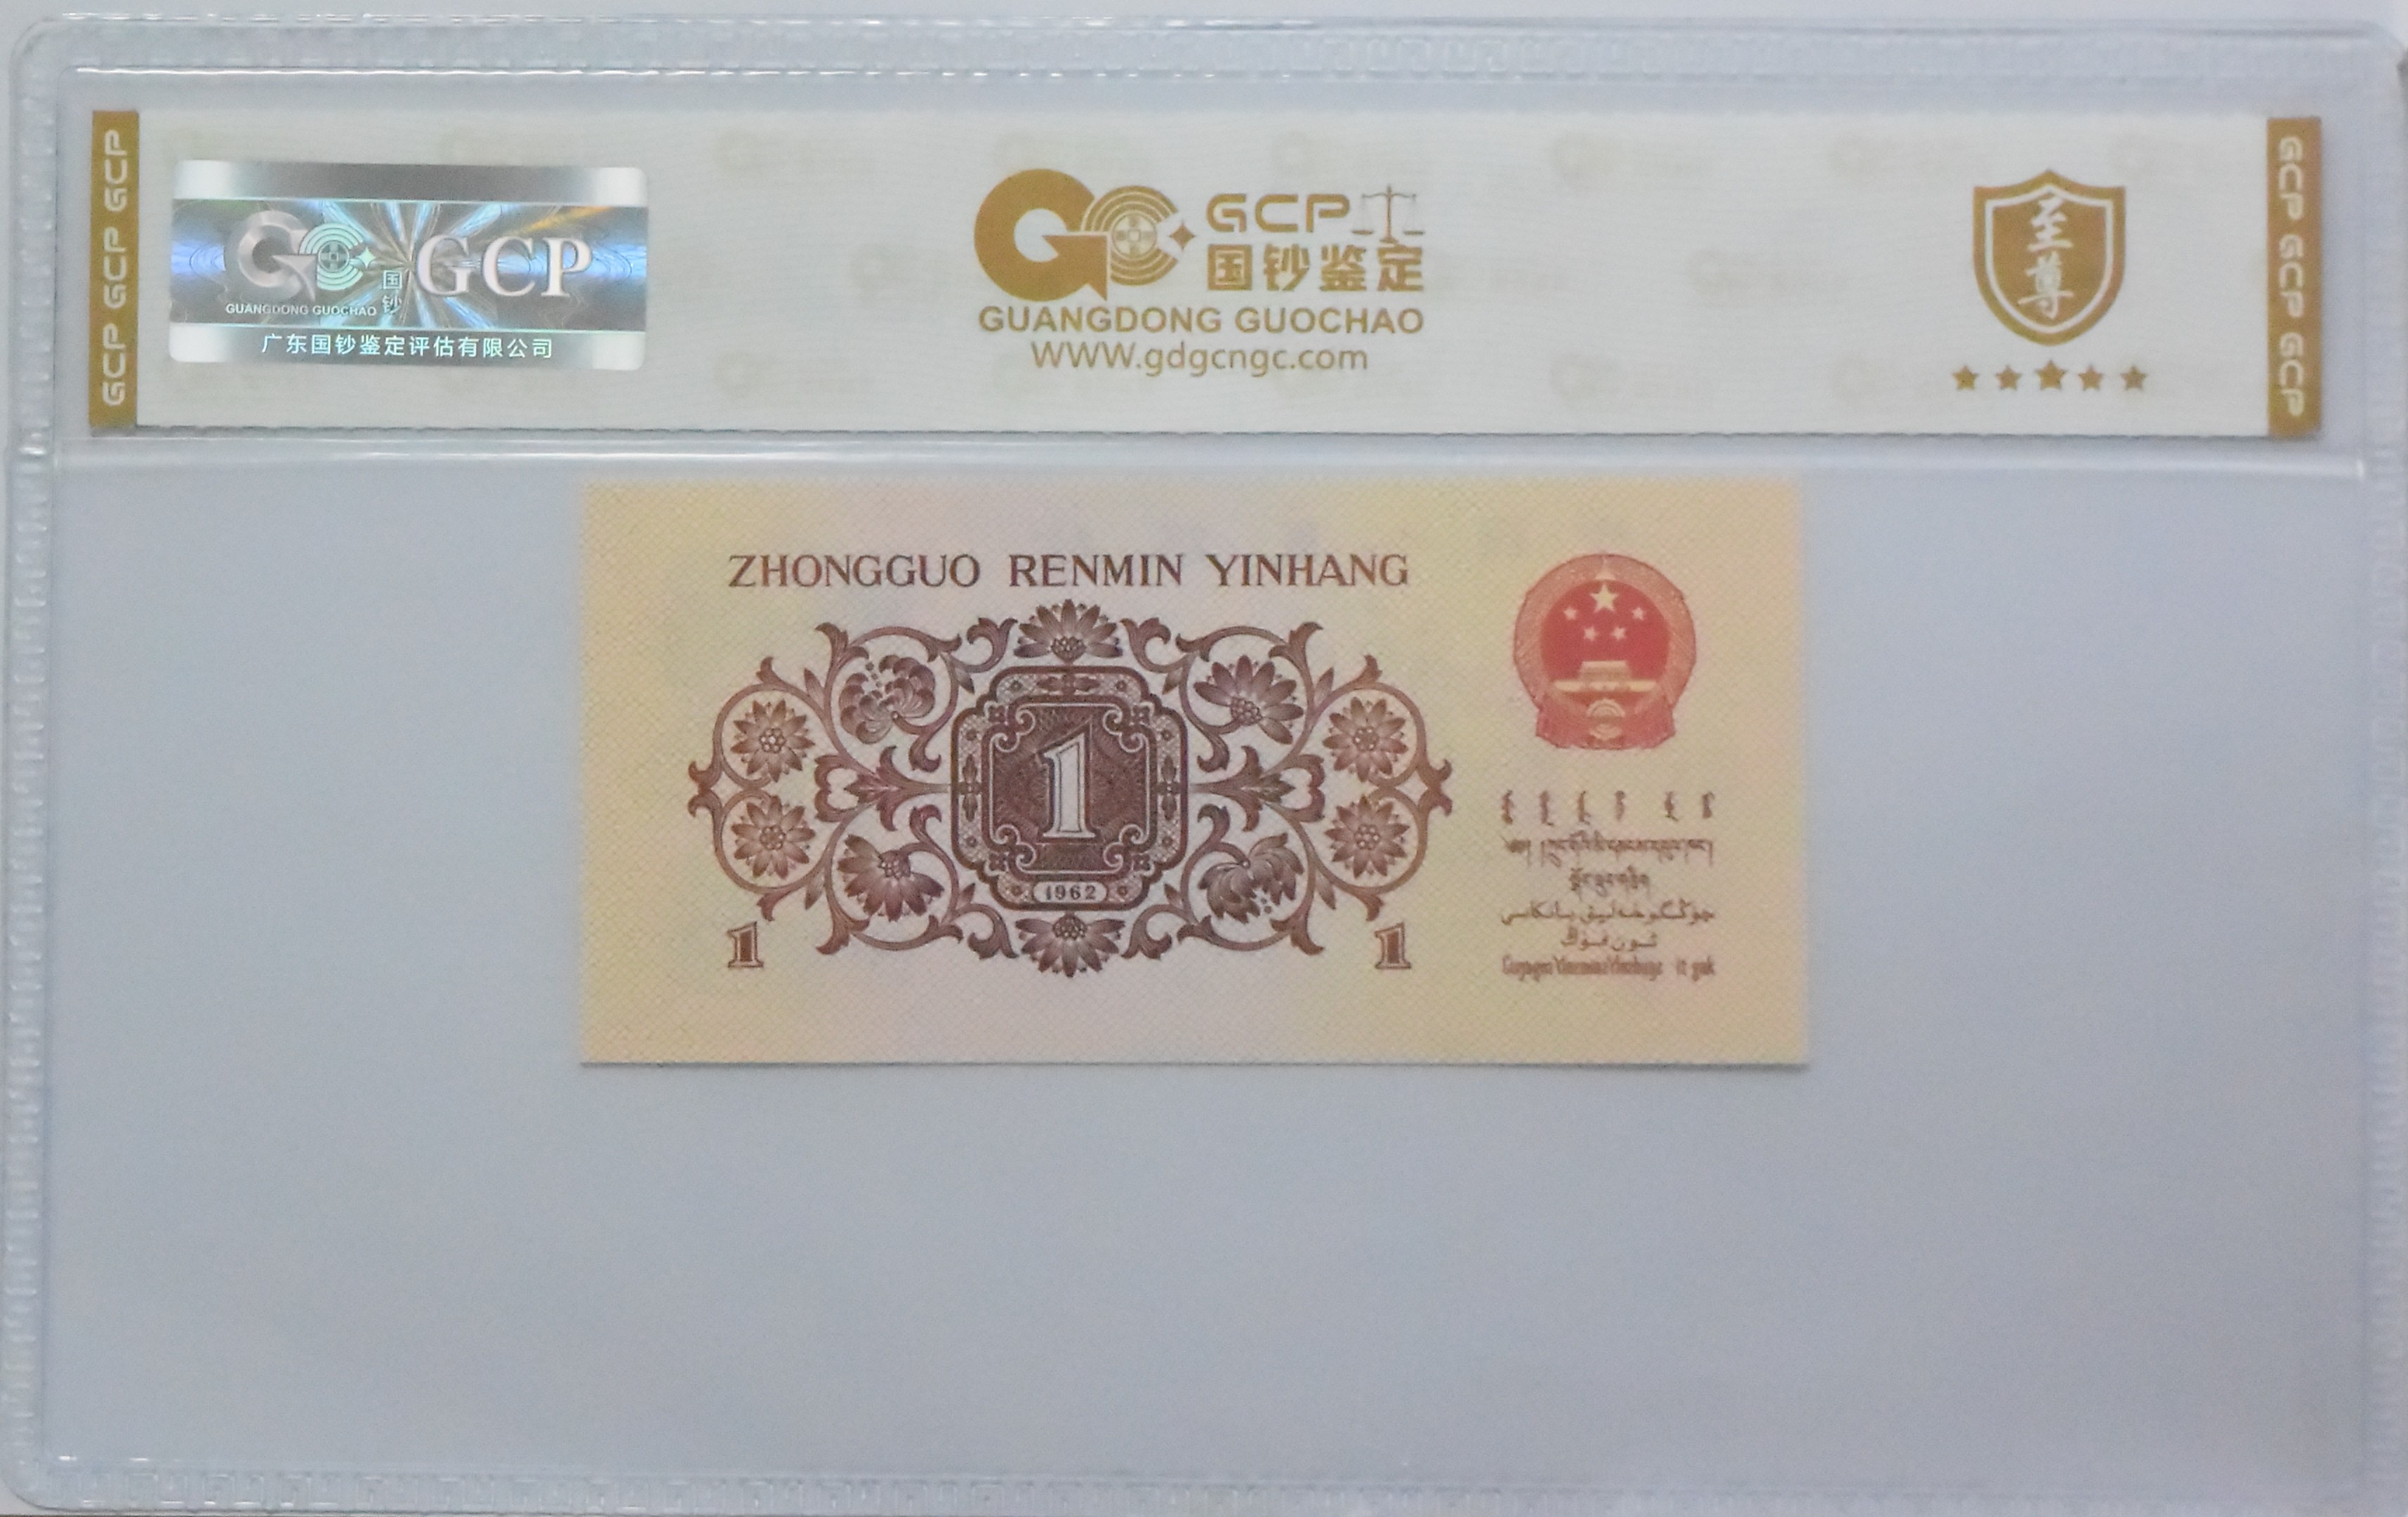 GCP GCP GCP
GCP
国钞
GUANGDONG GUOCHAO
广东国钞鉴定评估有限公司
GCP
国钞鉴定
GUANGDONG GUOCHAO
WWW.gdgcngc.com
至尊
GCP GCP GCP
ZHONGGUO RENMIN YINHANG
1
1962
1
1